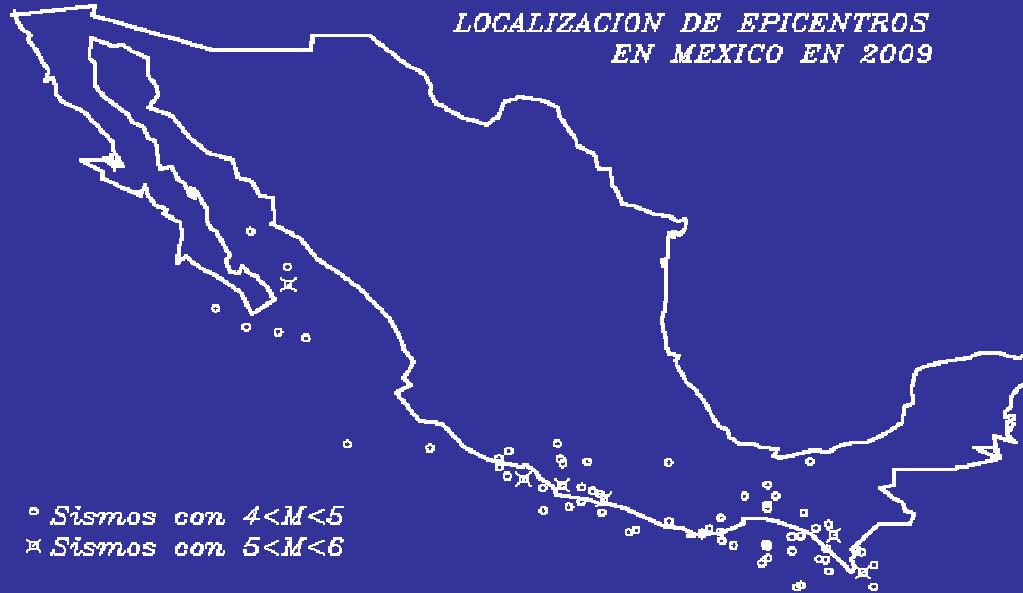 LOCALIZACION DE EPICENTROS
EN MEXICO EN 2009
Sismos con 4<M<5
Sismos con 5<M<6